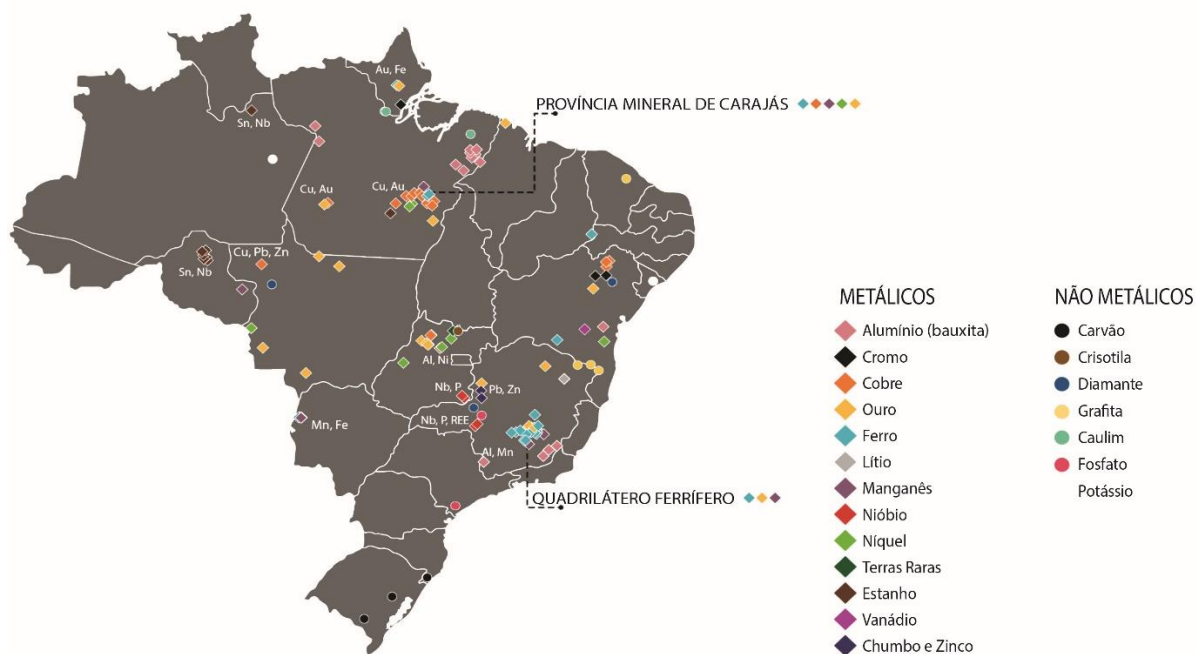 Au, Fe
PROVÍNCIA MINERAL DE CARAJÁS
Sn, Nb
Cu, Au
Cu, Au
Cu, Pb, Zn
Sn, Nb
Al, Ni
Nb, P
Pb, Zn
Mn, Fe
Nb, P, REE
Al, Mn
QUADRILÁTERO FERRÍFERO
METÁLICOS
Alumínio (bauxita)
Cromo
Cobre
Ouro
Ferro
Lítio
Manganês
Nióbio
Níquel
Terras Raras
Estanho
Vanádio
Chumbo e Zinco
NÃO METÁLICOS
Carvão
Crisotila
Diamante
Grafita
Caulim
Fosfato
Potássio